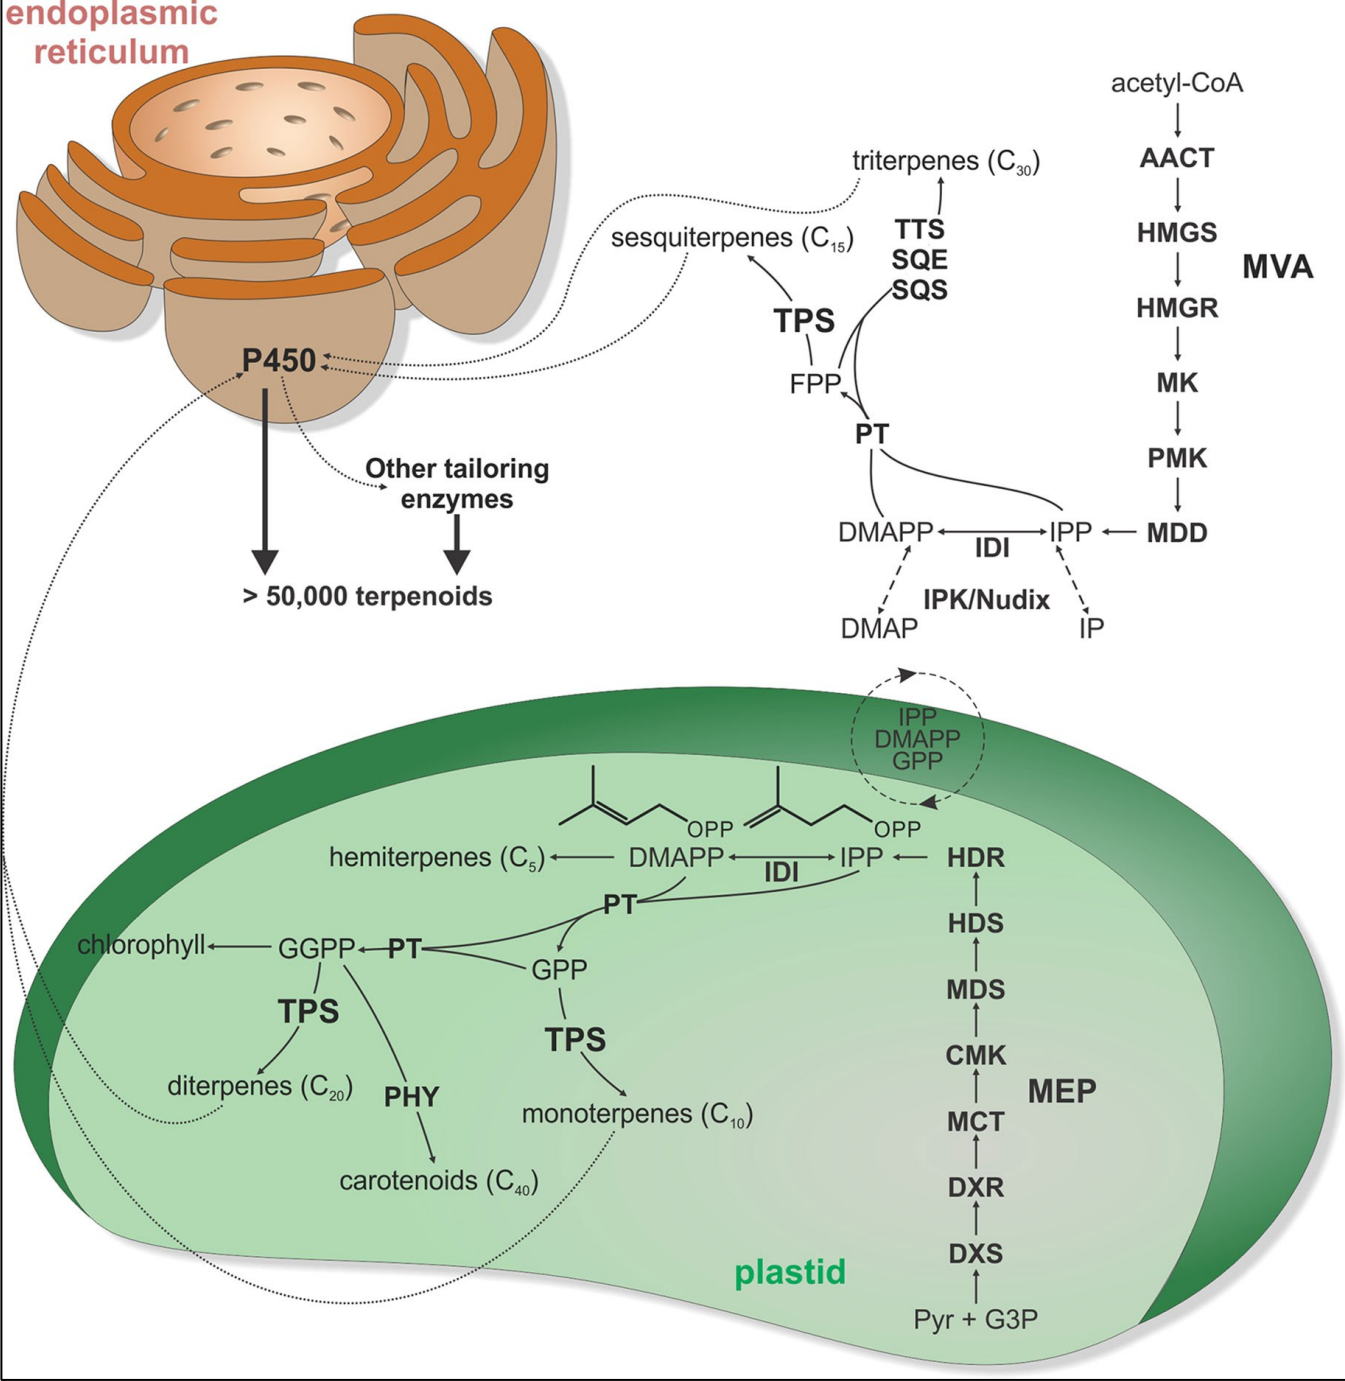 endoplasmic
reticulum
acetyl-CoA
AACT
HMGS
HMGR
MK
PMK
MDD
MVA
triterpenes (C30)
TTS
SQE
SQS
sesquiterpenes (C15)
TPS
FPP
PT
DMAPP
IDI
IPP
IPK/Nudix
DMAP
IP
P450
Other tailoring
enzymes
> 50,000 terpenoids
IPP
DMAPP
GPP
OPP
OPP
hemiterpenes (C5)
DMAPP
IDI
IPP
HDR
HDS
MDS
CMK
MCT
DXR
DXS
Pyr + G3P
MEP
PT
chlorophyll
GGPP
PT
GPP
TPS
TPS
diterpenes (C20)
PHY
monoterpenes (C10)
carotenoids (C40)
plastid